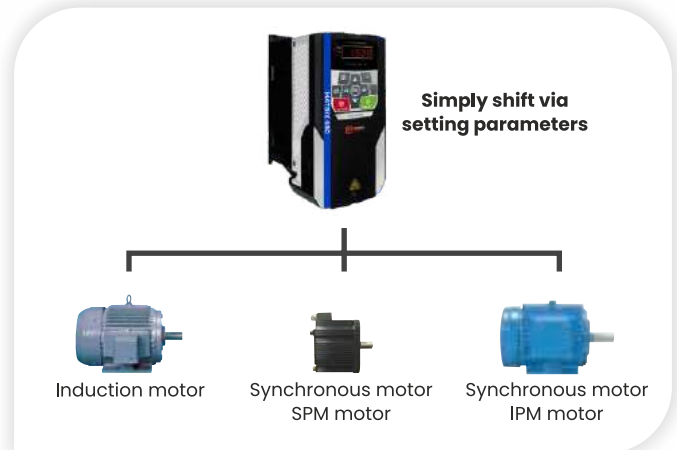 Simply shift via
setting parameters
Induction motor
Synchronous motor
SPM motor
Synchronous motor
IPM motor